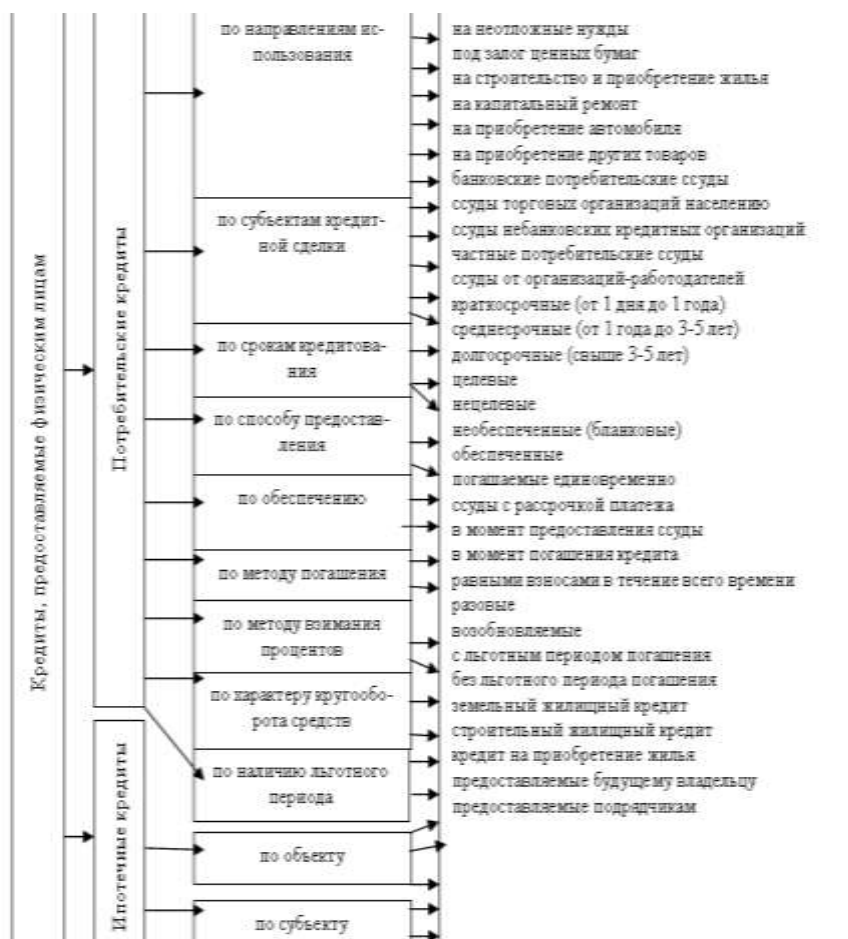 Кредиты, предоставляемые физическим лицам
Потребительские кредиты
Ипотечные кредиты
по направлениям ис-
пользования
по субъектам кредит-
ной сделки
по срокам кредитова-
ния
по способу предостав-
ления
по обеспечению
по методу погашения
по методу взимания
процентов
по характеру кругообо-
рота средств
по наличию льготного
периода
по объекту
по субъекту
на неотложные нужды
под залог ценных бумаг
на строительство и приобретение жилья
на капитальный ремонт
на приобретение автомобиля
на приобретение других товаров
банковские потребительские ссуды
ссуды торговых организаций населению
ссуды небанковских кредитных организаций
частные потребительские ссуды
ссуды от организаций-работодателей
краткосрочные (от 1 дня до 1 года)
среднесрочные (от 1 года до 3-5 лет)
долгосрочные (свыше 3-5 лет)
целевые
нецелевые
необеспеченные (бланковые)
обеспеченные
погашаемые единовременно
ссуды с рассрочкой платежа
в момент предоставления ссуды
в момент погашения кредита
равными взносами в течение всего времени
разовые
возобновляемые
с льготным периодом погашения
без льготного периода погашения
земельный жилищный кредит
строительный жилищный кредит
кредит на приобретение жилья
предоставляемые будущему владельцу
предоставляемые подрядчикам